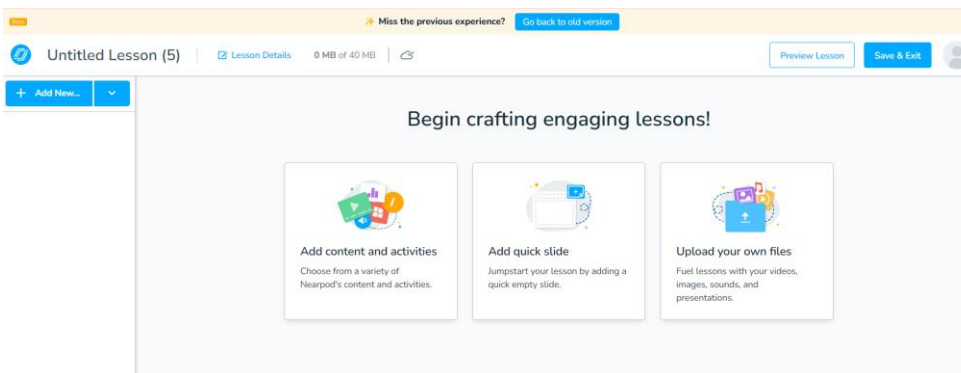 Beta
✨ Miss the previous experience? Go back to old version
Untitled Lesson (5) Lesson Details 0 MB of 40 MB Preview Lesson Save & Exit
+ Add New...
Begin crafting engaging lessons!
Add content and activities
Choose from a variety of
Nearpod's content and activities.
Add quick slide
Jumpstart your lesson by adding a
quick empty slide.
Upload your own files
Fuel lessons with your videos,
images, sounds, and
presentations.